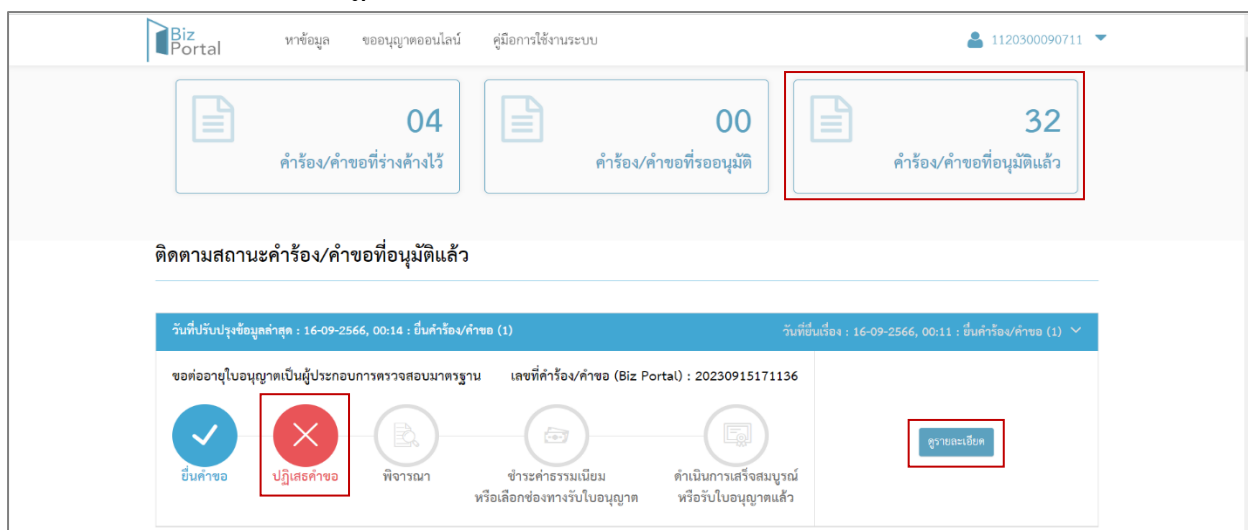 Biz
Portal
หาข้อมูล ขออนุญาตออนไลน์ คู่มือการใช้งานระบบ 1120300090711
04 00 32
คำร้อง/คำขอที่ร่างค้างไว้ คำร้อง/คำขอที่รออนุมัติ คำร้อง/คำขอที่อนุมัติแล้ว
ติดตามสถานะคำร้อง/คำขอที่อนุมัติแล้ว
วันที่ปรับปรุงข้อมูลล่าสุด : 16-09-2566, 00:14 : ยื่นคำร้อง/คำขอ (1) วันที่ยื่นเรื่อง : 16-09-2566, 00:11 : ยื่นคำร้อง/คำขอ (1)
ขอต่ออายุใบอนุญาตเป็นผู้ประกอบการตรวจสอบมาตรฐาน เลขที่คำร้อง/คำขอ (Biz Portal) : 20230915171136
ดูรายละเอียด
ยื่นคำขอ ปฏิเสธคำขอ พิจารณา ชำระค่าธรรมเนียม ดำเนินการเสร็จสมบูรณ์
หรือเลือกช่องทางรับใบอนุญาต หรือรับใบอนุญาตแล้ว